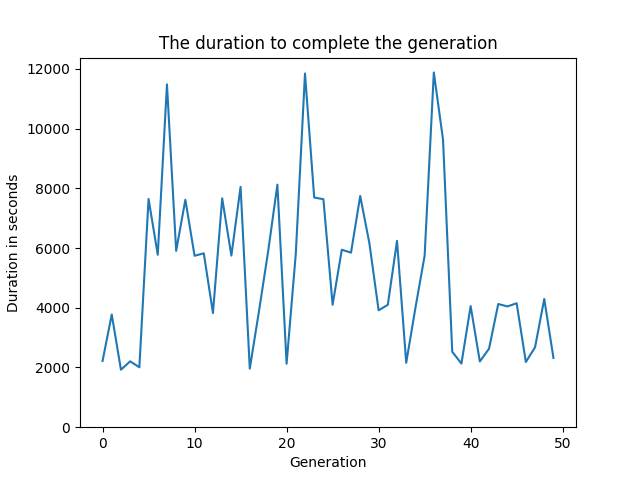 The duration to complete the generation
Duration in seconds
12000
10000
8000
6000
4000
2000
0
0 10 20 30 40 50
Generation